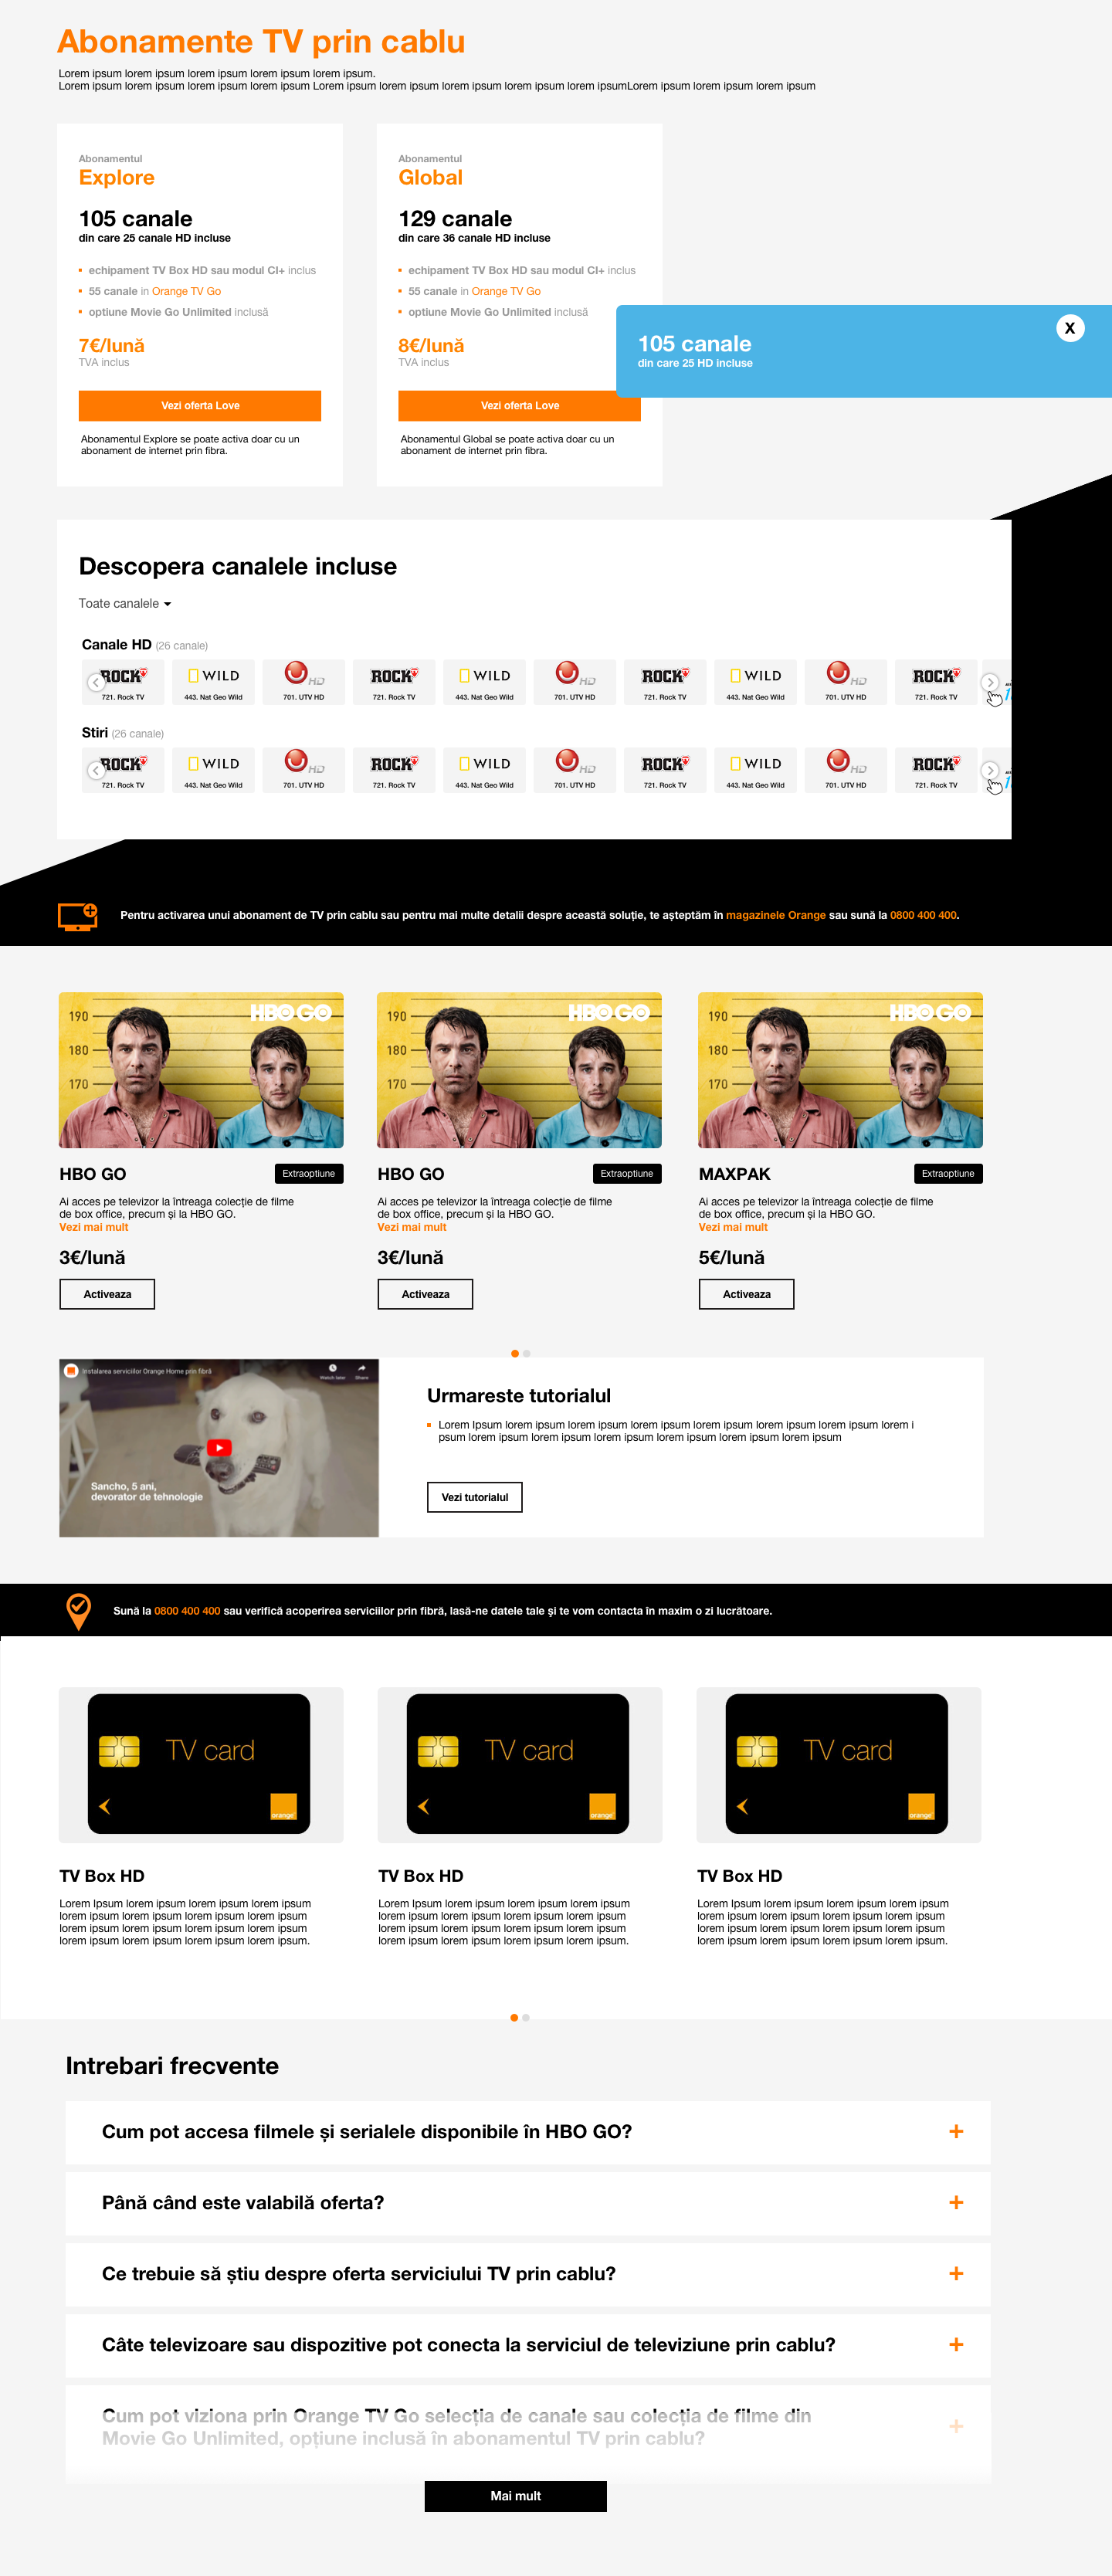 Abonamente TV prin cablu
Lorem ipsum lorem ipsum lorem ipsum lorem ipsum lorem ipsum.
Lorem ipsum lorem ipsum lorem ipsum lorem ipsum Lorem ipsum lorem ipsum lorem ipsum lorem ipsum lorem ipsumLorem ipsum lorem ipsum lorem ipsum
Abonamentul
Explore
105 canale
din care 25 canale HD incluse
echipament TV Box HD sau modul CI+ inclus
55 canale in Orange TV Go
optiune Movie Go Unlimited inclusă
7€/lună
TVA inclus
Vezi oferta Love
Abonamentul Explore se poate activa doar cu un
abonament de internet prin fibra.
Abonamentul
Global
129 canale
din care 36 canale HD incluse
echipament TV Box HD sau modul CI+ inclus
55 canale in Orange TV Go
optiune Movie Go Unlimited inclusă
8€/lună
TVA inclus
Vezi oferta Love
Abonamentul Global se poate activa doar cu un
abonament de internet prin fibra.
105 canale
din care 25 HD incluse
X
Descopera canalele incluse
Toate canalele
Canale HD (26 canale)
ROCK WILD HD ROCK WILD HD ROCK WILD HD ROCK
721. Rock TV 443. Nat Geo Wild 701. UTV HD 721. Rock TV 443. Nat Geo Wild 701. UTV HD 721. Rock TV 443. Nat Geo Wild 701. UTV HD 721. Rock TV
Stiri (26 canale)
ROCK WILD HD ROCK WILD HD ROCK WILD HD ROCK
721. Rock TV 443. Nat Geo Wild 701. UTV HD 721. Rock TV 443. Nat Geo Wild 701. UTV HD 721. Rock TV 443. Nat Geo Wild 701. UTV HD 721. Rock TV
Pentru activarea unui abonament de TV prin cablu sau pentru mai multe detalii despre această soluție, te așteptăm în magazinele Orange sau sună la 0800 400 400.
HBO GO
190
180
170
HBO GO
Extraoptiune
Ai acces pe televizor la întreaga colecție de filme
de box office, precum și la HBO GO.
Vezi mai mult
3€/lună
Activeaza
HBO GO
190
180
170
HBO GO
Extraoptiune
Ai acces pe televizor la întreaga colecție de filme
de box office, precum și la HBO GO.
Vezi mai mult
3€/lună
Activeaza
HBO GO
190
180
170
MAXPAK
Extraoptiune
Ai acces pe televizor la întreaga colecție de filme
de box office, precum și la HBO GO.
Vezi mai mult
5€/lună
Activeaza
Instalarea serviciilor Orange Home prin fibră
Watch later Share
Sancho, 5 ani,
devorator de tehnologie
Urmareste tutorialul
Lorem Ipsum lorem ipsum lorem ipsum lorem ipsum lorem ipsum lorem ipsum lorem ipsum lorem i
psum lorem ipsum lorem ipsum lorem ipsum lorem ipsum lorem ipsum lorem ipsum
Vezi tutorialul
Sună la 0800 400 400 sau verifică acoperirea serviciilor prin fibră, lasă-ne datele tale şi te vom contacta în maxim o zi lucrătoare.
TV card
orange
TV Box HD
Lorem Ipsum lorem ipsum lorem ipsum lorem ipsum
lorem ipsum lorem ipsum lorem ipsum lorem ipsum
lorem ipsum lorem ipsum lorem ipsum lorem ipsum
lorem ipsum lorem ipsum lorem ipsum lorem ipsum.
TV card
orange
TV Box HD
Lorem Ipsum lorem ipsum lorem ipsum lorem ipsum
lorem ipsum lorem ipsum lorem ipsum lorem ipsum
lorem ipsum lorem ipsum lorem ipsum lorem ipsum
lorem ipsum lorem ipsum lorem ipsum lorem ipsum.
TV card
orange
TV Box HD
Lorem Ipsum lorem ipsum lorem ipsum lorem ipsum
lorem ipsum lorem ipsum lorem ipsum lorem ipsum
lorem ipsum lorem ipsum lorem ipsum lorem ipsum
lorem ipsum lorem ipsum lorem ipsum lorem ipsum.
Intrebari frecvente
Cum pot accesa filmele și serialele disponibile în HBO GO?
Până când este valabilă oferta?
Ce trebuie să știu despre oferta serviciului TV prin cablu?
Câte televizoare sau dispozitive pot conecta la serviciul de televiziune prin cablu?
Cum pot viziona prin Orange TV Go selecția de canale sau colecția de filme din
Movie Go Unlimited, opțiune inclusă în abonamentul TV prin cablu?
Mai mult